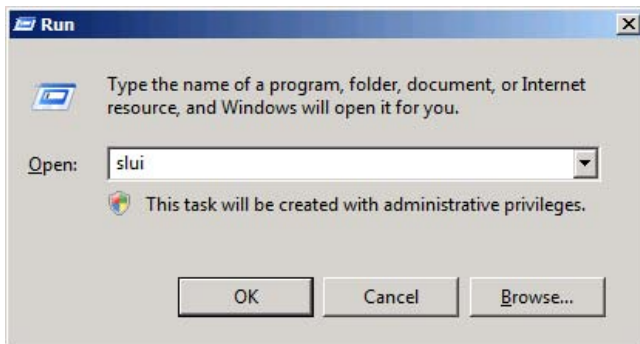 Run
Type the name of a program, folder, document, or Internet
resource, and Windows will open it for you.
Open: slui
This task will be created with administrative privileges.
OK Cancel Browse...